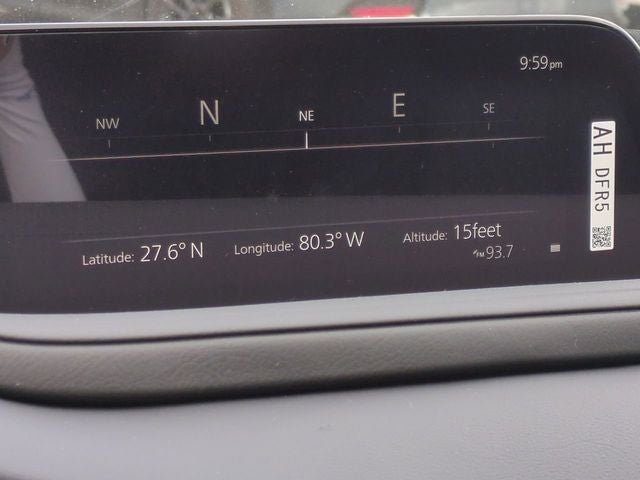 9:59pm
NW N NE E SE
AH DFR5
Latitude: 27.6° N Longitude: 80.3° W Altitude: 15feet
FM 93.7